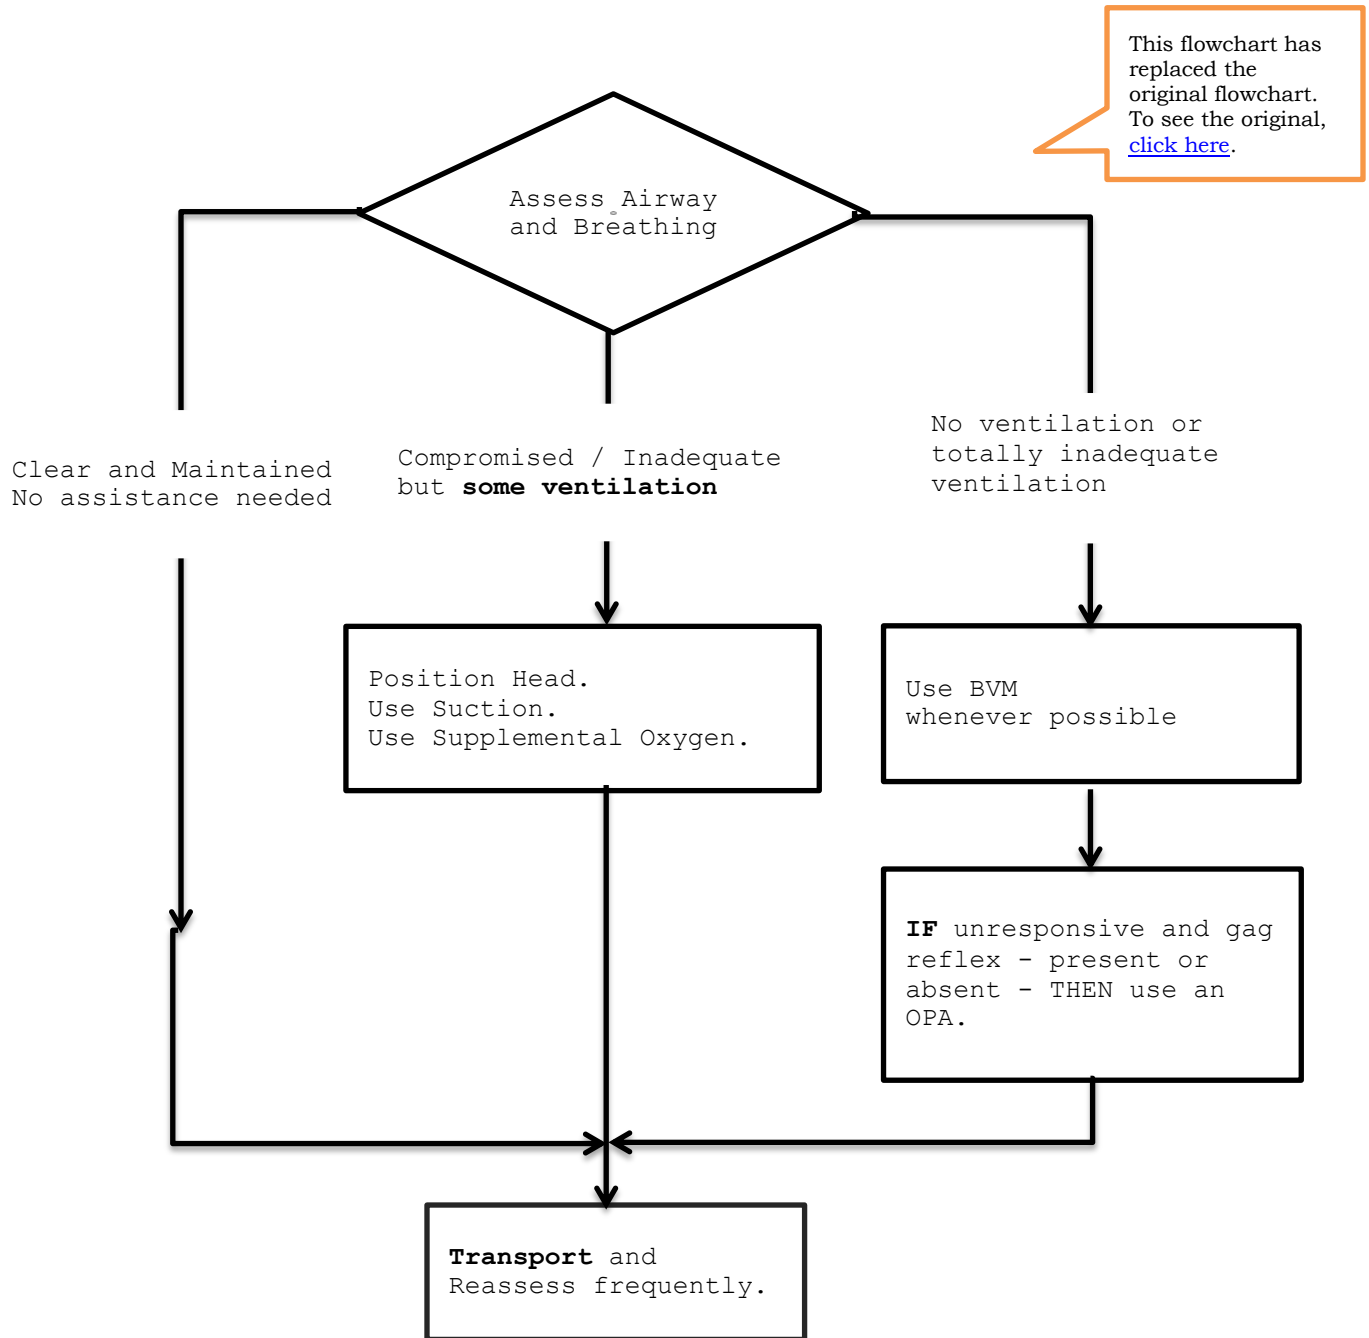 This flowchart has
replaced the
original flowchart.
To see the original,
click here.
Assess Airway
and Breathing
Clear and Maintained
No assistance needed
Compromised / Inadequate
but some ventilation
No ventilation or
totally inadequate
ventilation
Position Head.
Use Suction.
Use Supplemental Oxygen.
Use BVM
whenever possible
IF unresponsive and gag
reflex - present or
absent - THEN use an
OPA.
Transport and
Reassess frequently.